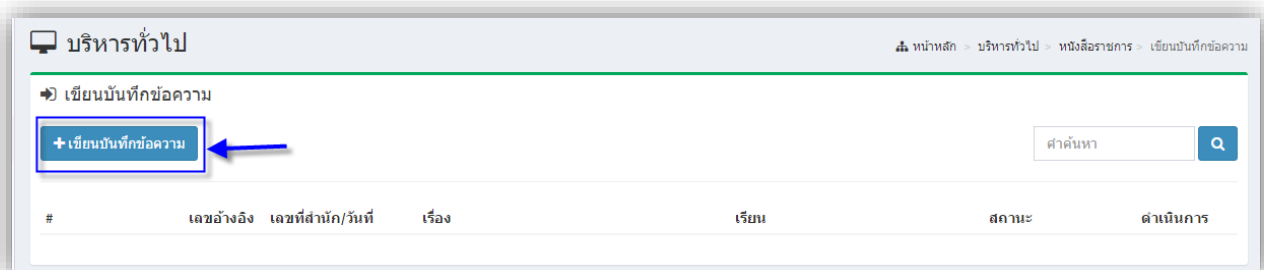 บริหารทั่วไป
หน้าหลัก > บริหารทั่วไป > หนังสือราชการ > เขียนบันทึกข้อความ
เขียนบันทึกข้อความ
+ เขียนบันทึกข้อความ
คำค้นหา
# เลขอ้างอิง เลขที่สำนัก/วันที่ เรื่อง เรียน สถานะ ดำเนินการ